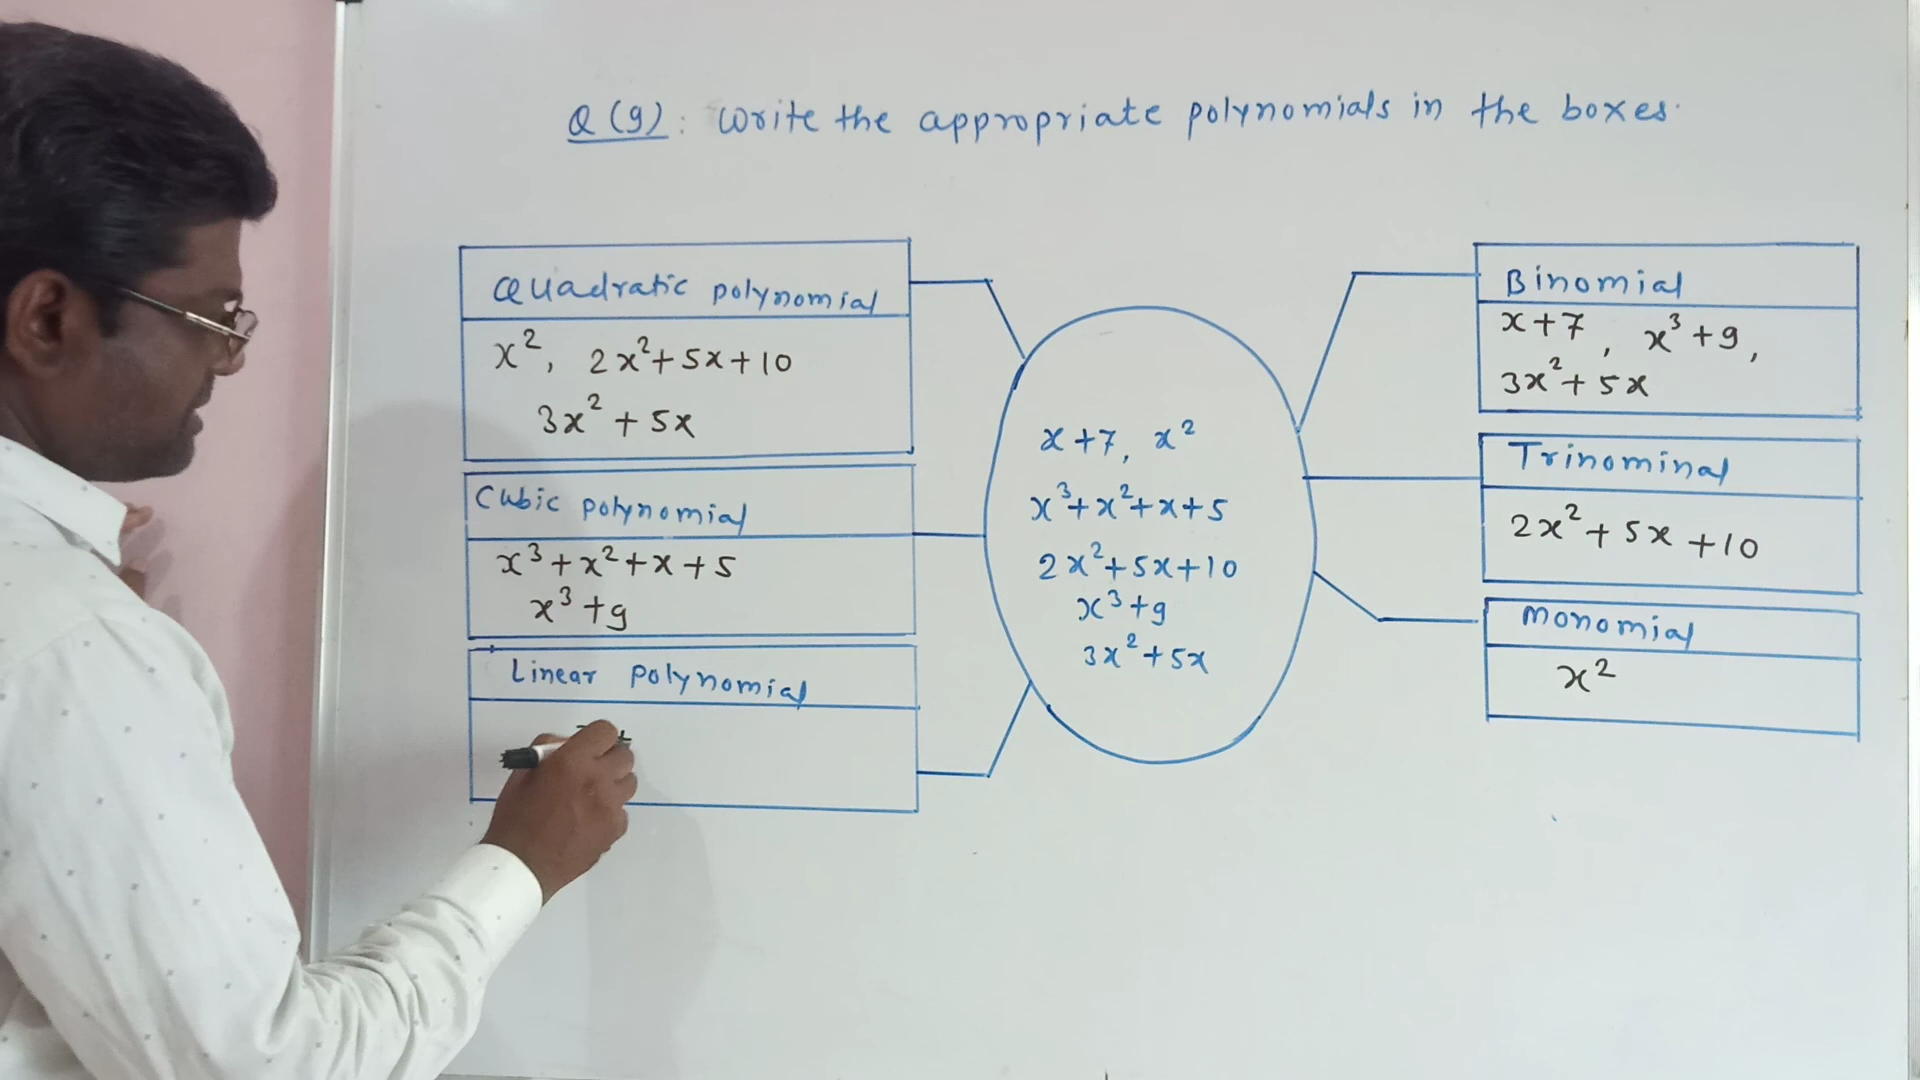 Q(9): Write the appropriate polynomials in the boxes.
Quadratic polynomial
x², 2x²+5x+10
3x²+5x
Cubic polynomial
x³+x²+x+5
x³+9
Linear polynomial
x+7, x²
x³+x²+x+5
2x²+5x+10
x³+9
3x²+5x
Binomial
x+7, x³+9,
3x²+5x
Trinominal
2x²+5x+10
Monomial
x²